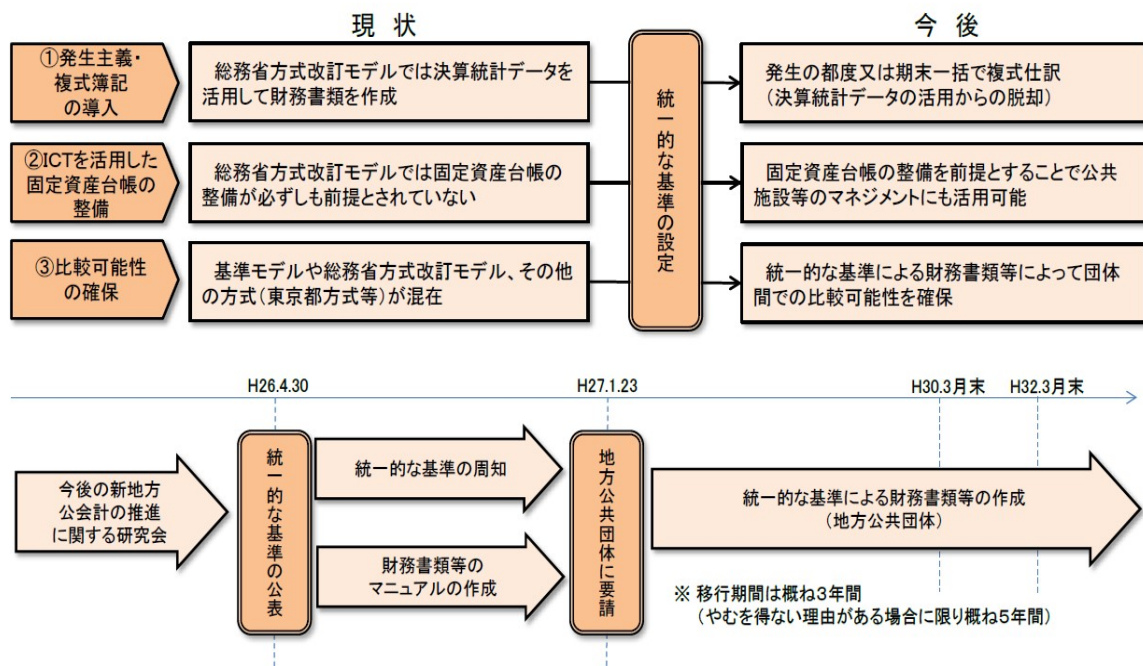 現 状
今 後
①発生主義・
複式簿記
の導入
総務省方式改訂モデルでは決算統計データを
活用して財務書類を作成
発生の都度又は期末一括で複式仕訳
（決算統計データの活用からの脱却）
②ICTを活用した
固定資産台帳の
整備
総務省方式改訂モデルでは固定資産台帳の
整備が必ずしも前提とされていない
固定資産台帳の整備を前提とすることで公共
施設等のマネジメントにも活用可能
③比較可能性
の確保
基準モデルや総務省方式改訂モデル、その他
の方式（東京都方式等）が混在
統一的な基準による財務書類等によって団体
間での比較可能性を確保
統一的な基準の設定
H26.4.30
H27.1.23
H30.3月末
H32.3月末
今後の新地方
公会計の推進
に関する研究会
統一的な基準の公表
統一的な基準の周知
財務書類等の
マニュアルの作成
地方公共団体に要請
統一的な基準による財務書類等の作成
（地方公共団体）
※ 移行期間は概ね３年間
（やむを得ない理由がある場合に限り概ね５年間）